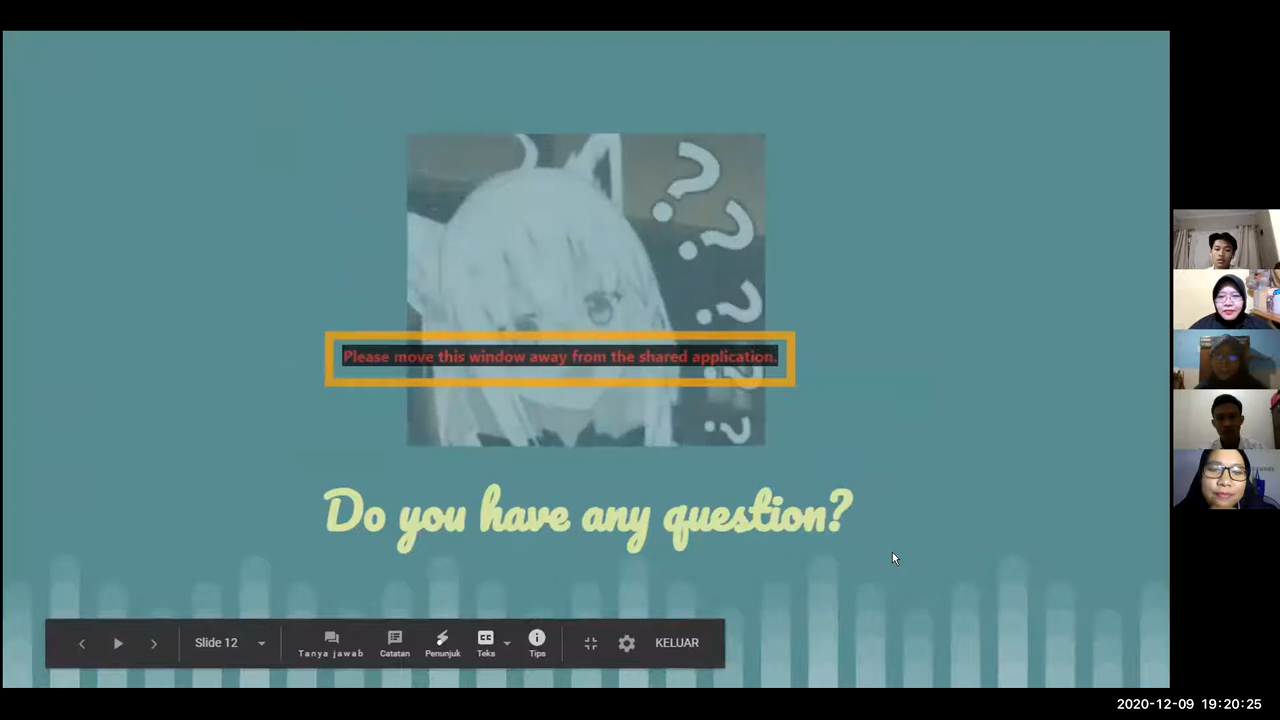 ? ? ? ? ?
Please move this window away from the shared application.
Do you have any question?
Slide 12
Tanya jawab
Catatan
Penunjuk
CC
Teks
Tips
KELUAR
2020-12-09 19:20:25